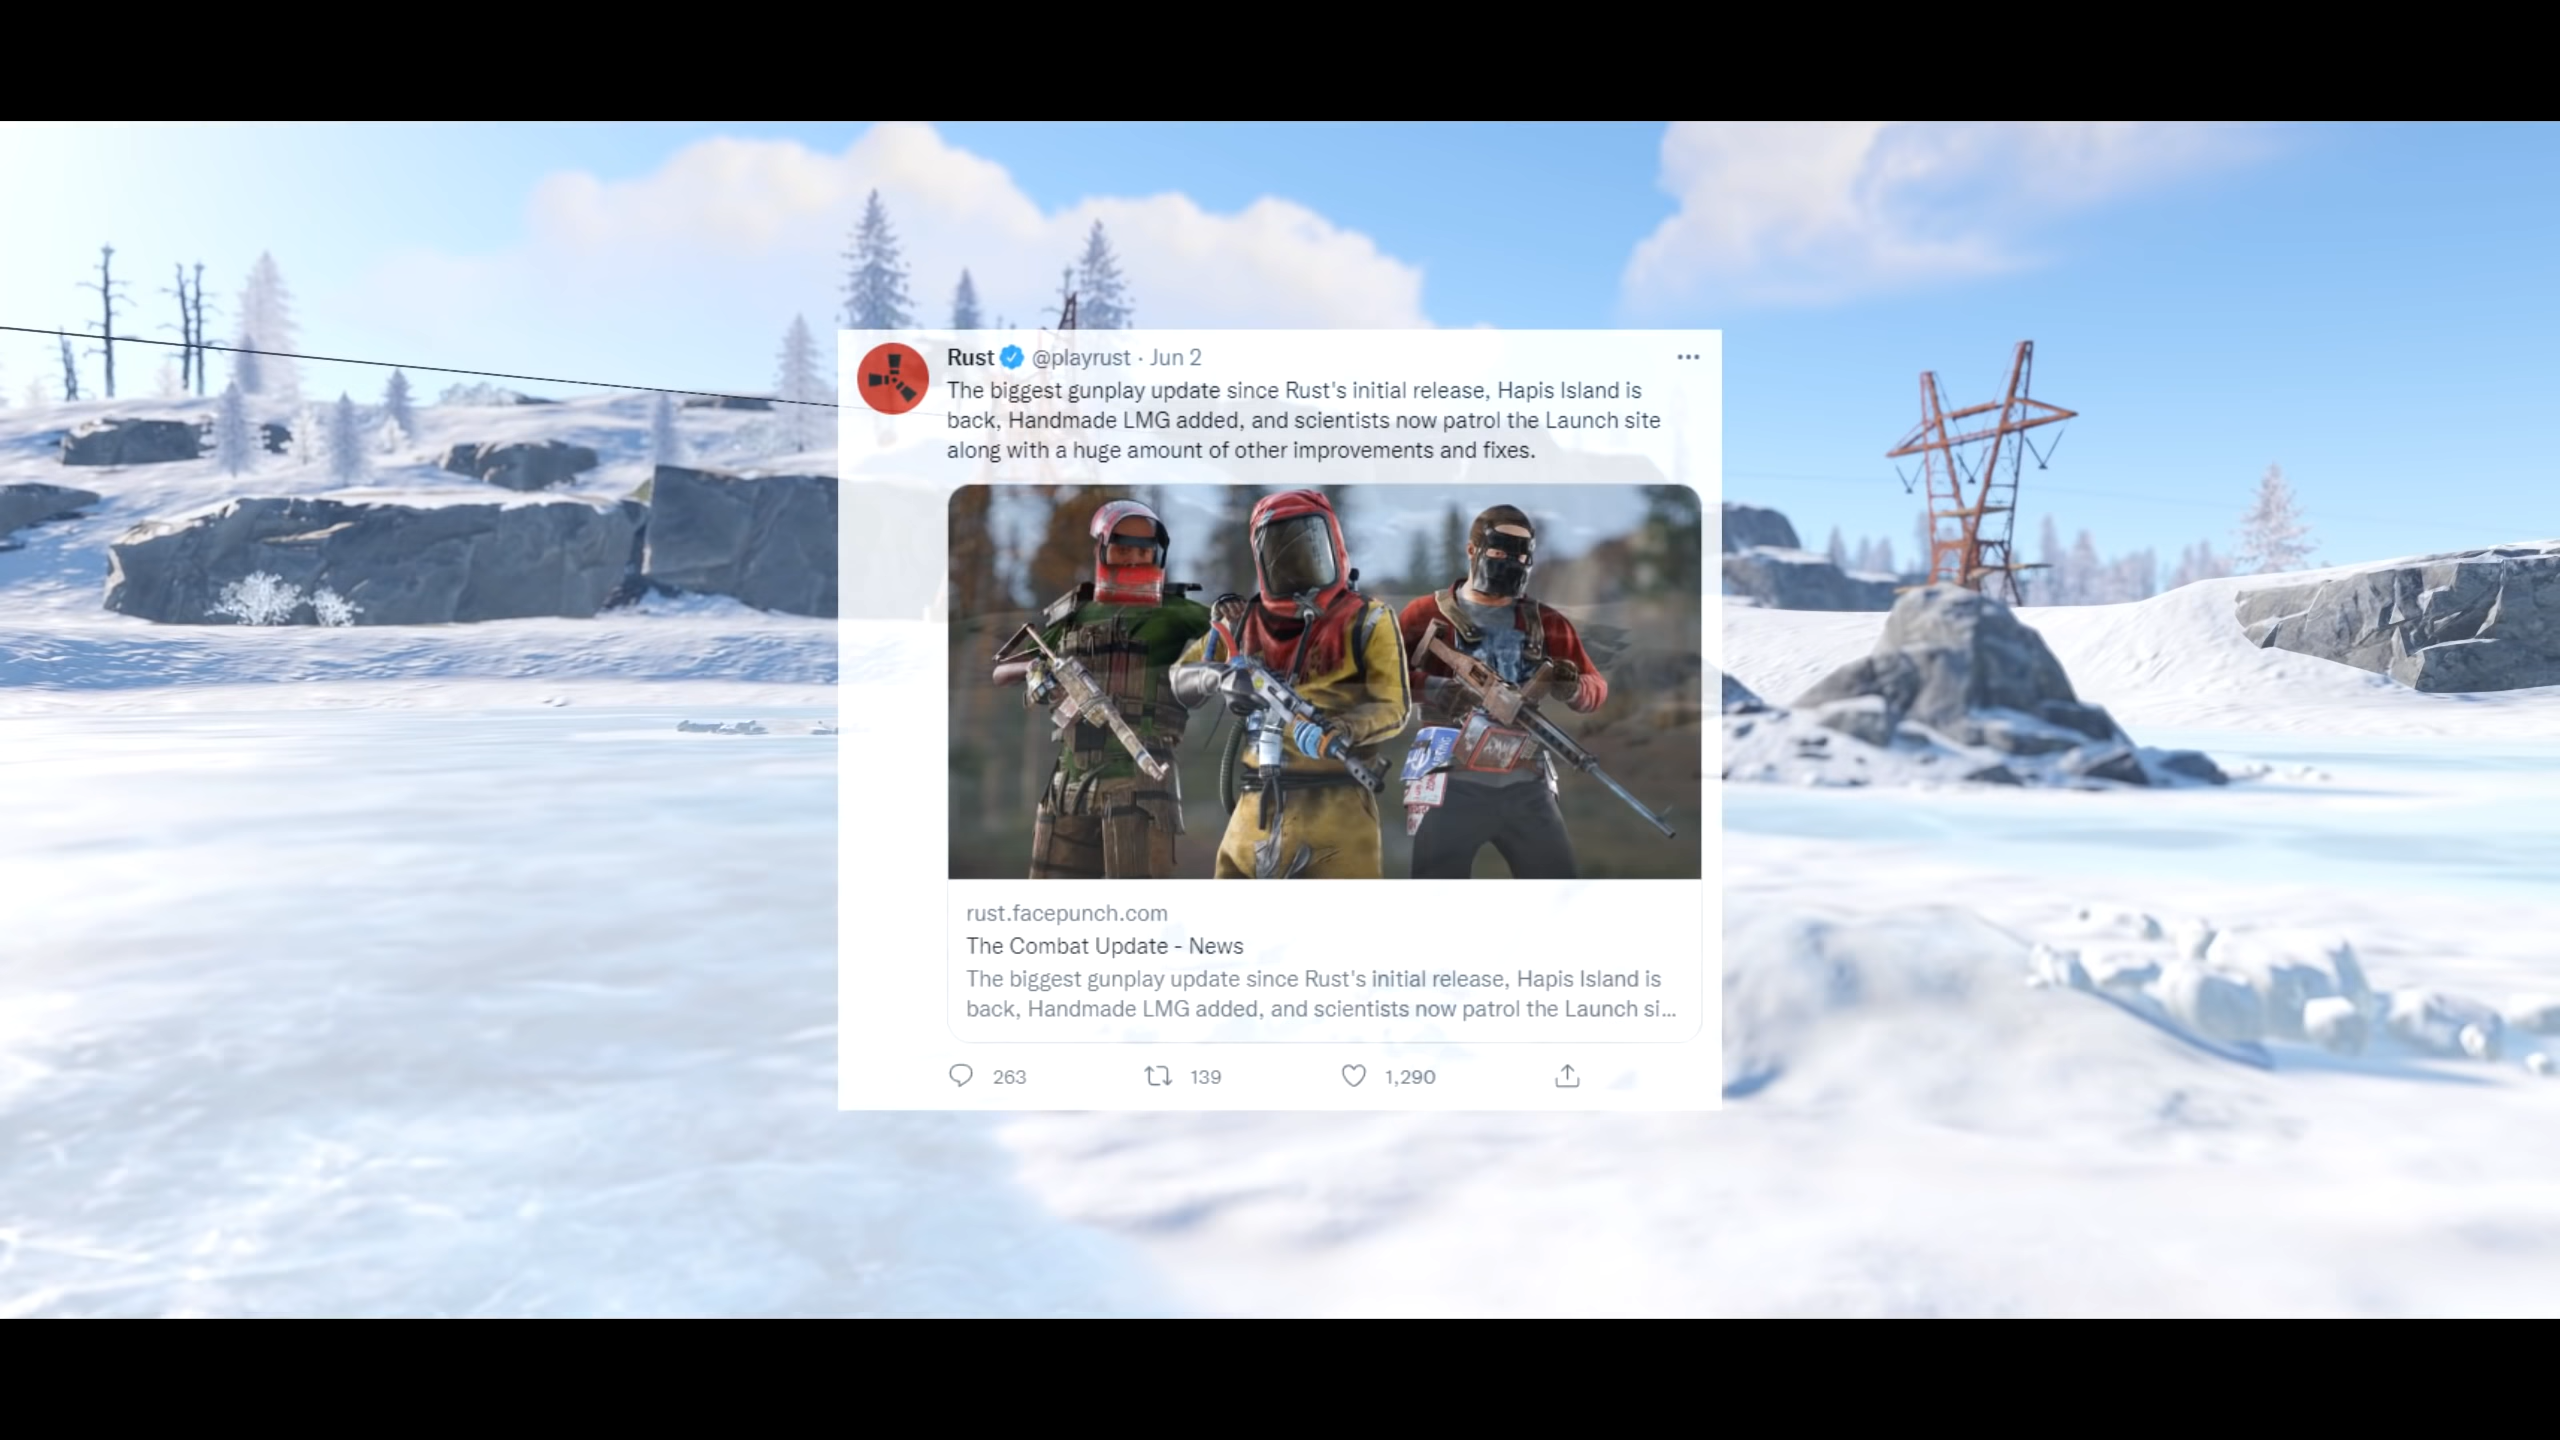 Rust @playrust · Jun 2
The biggest gunplay update since Rust's initial release, Hapis Island is
back, Handmade LMG added, and scientists now patrol the Launch site
along with a huge amount of other improvements and fixes.
rust.facepunch.com
The Combat Update - News
The biggest gunplay update since Rust's initial release, Hapis Island is
back, Handmade LMG added, and scientists now patrol the Launch si...
263 139 1,290